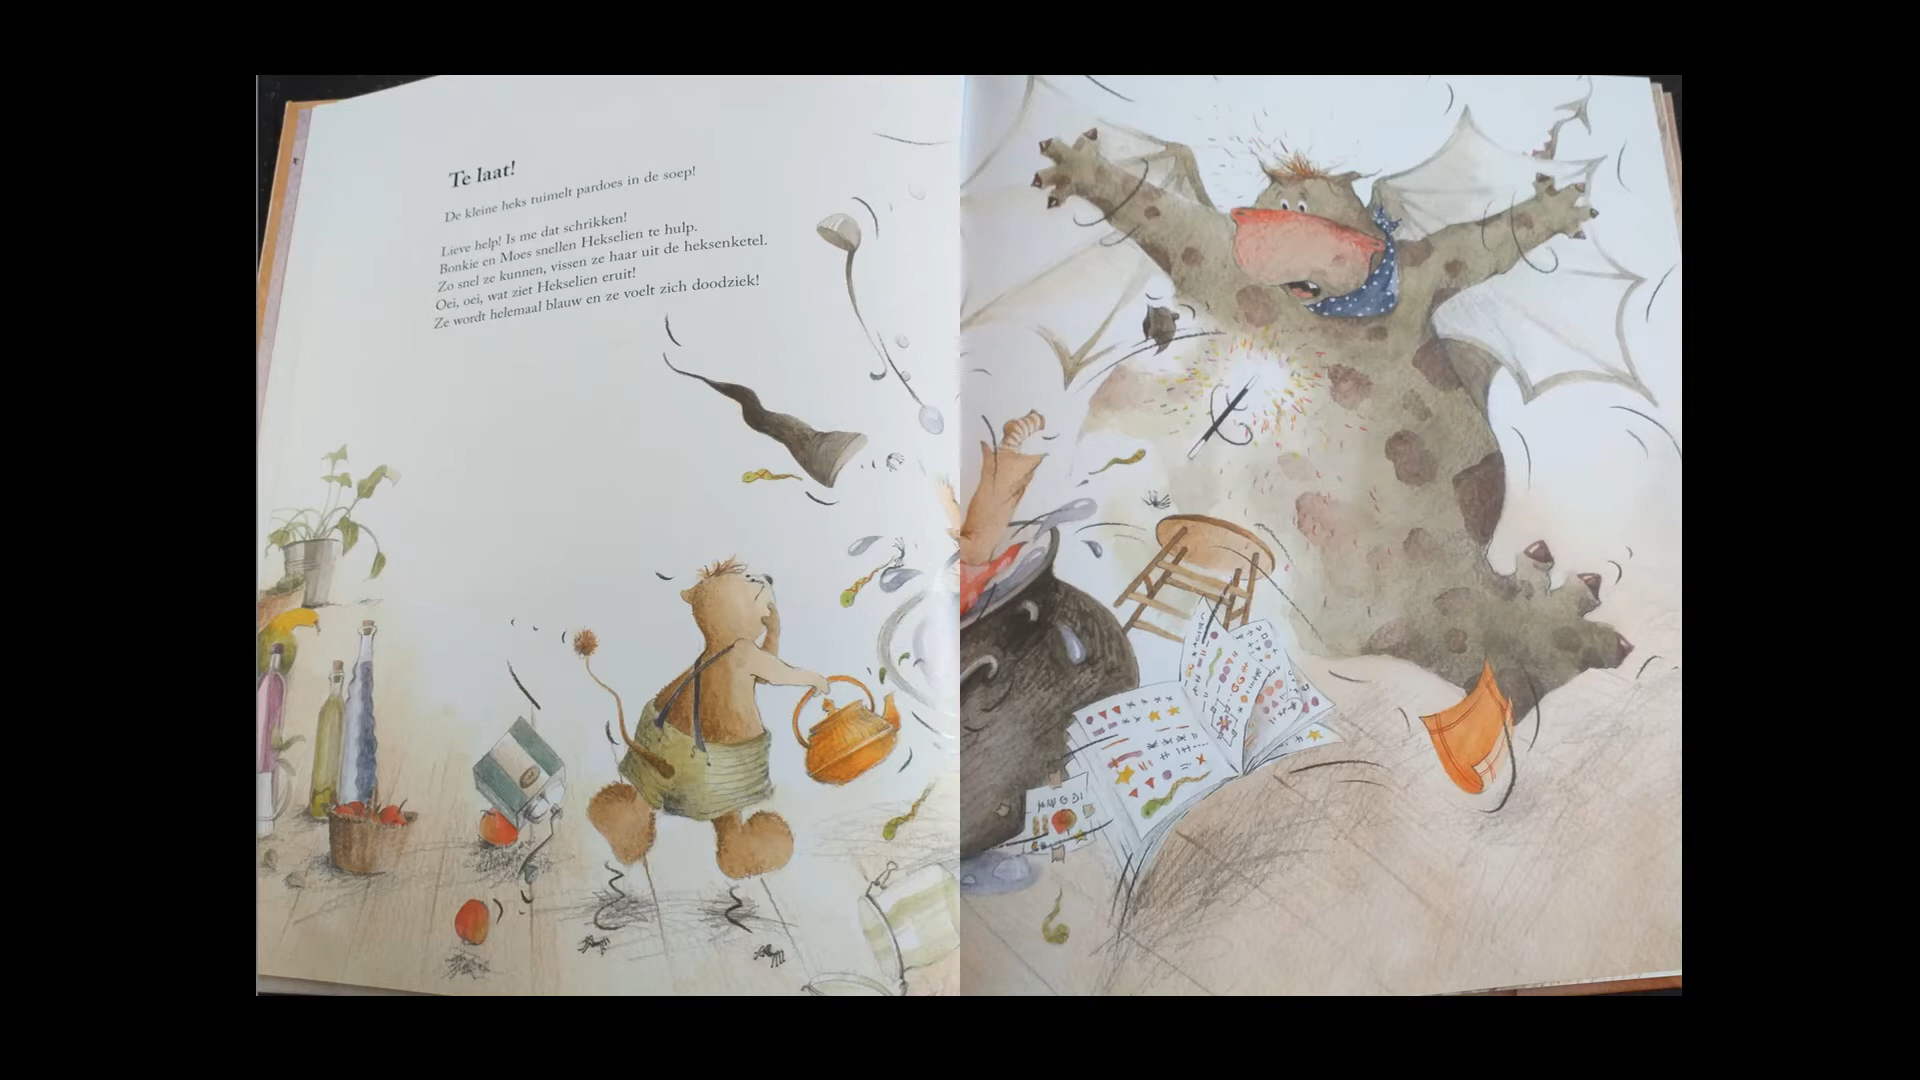 Te laat!
De kleine heks tuimelt pardoes in de soep!
Lieve help! Is me dat schrikken!
Bonkie en Moes snellen Hekselien te hulp.
Zo snel ze kunnen, vissen ze haar uit de heksenketel.
Oei, oei, wat ziet Hekselien eruit!
Ze wordt helemaal blauw en ze voelt zich doodziek!